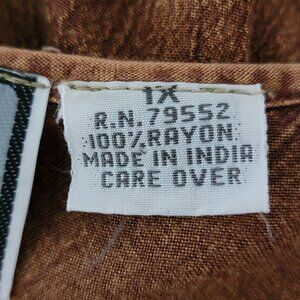 1X
R.N. 79552
100% RAYON
MADE IN INDIA
CARE OVER